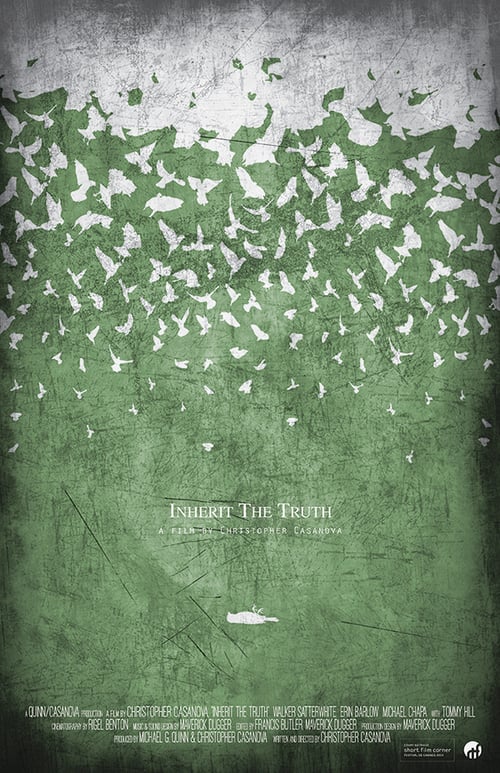 INHERIT THE TRUTH
A FILM BY CHRISTOPHER CASANOVA
A QUINN/CASANOVA PRODUCTION A FILM BY CHRISTOPHER CASANOVA "INHERIT THE TRUTH" WALKER SATTERWHITE ERIN BARLOW MICHAEL CHAPA WITH TOMMY HILL
CINEMATOGRAPHY BY RIGEL BENTON MUSIC & SOUND DESIGN BY MAVERICK DUGGER EDITED BY FRANCIS BUTLER, MAVERICK DUGGER PRODUCTION DESIGN BY MAVERICK DUGGER
PRODUCED BY MICHAEL G. QUINN & CHRISTOPHER CASANOVA WRITTEN AND DIRECTED BY CHRISTOPHER CASANOVA
short film corner